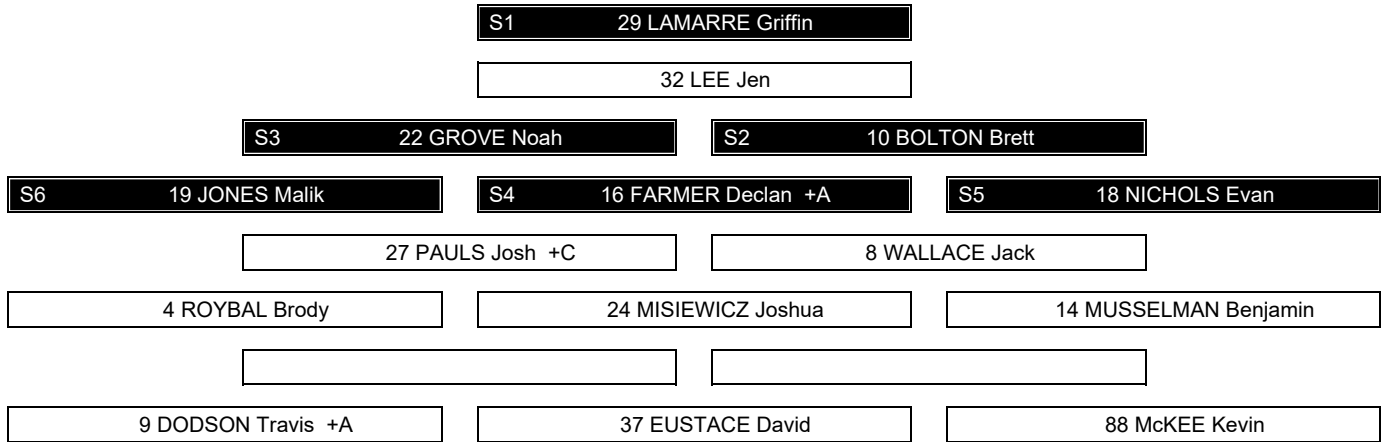 S1 29 LAMARRE Griffin
32 LEE Jen
S3 22 GROVE Noah S2 10 BOLTON Brett
S6 19 JONES Malik S4 16 FARMER Declan +A S5 18 NICHOLS Evan
27 PAULS Josh +C 8 WALLACE Jack
4 ROYBAL Brody 24 MISIEWICZ Joshua 14 MUSSELMAN Benjamin
9 DODSON Travis +A 37 EUSTACE David 88 McKEE Kevin